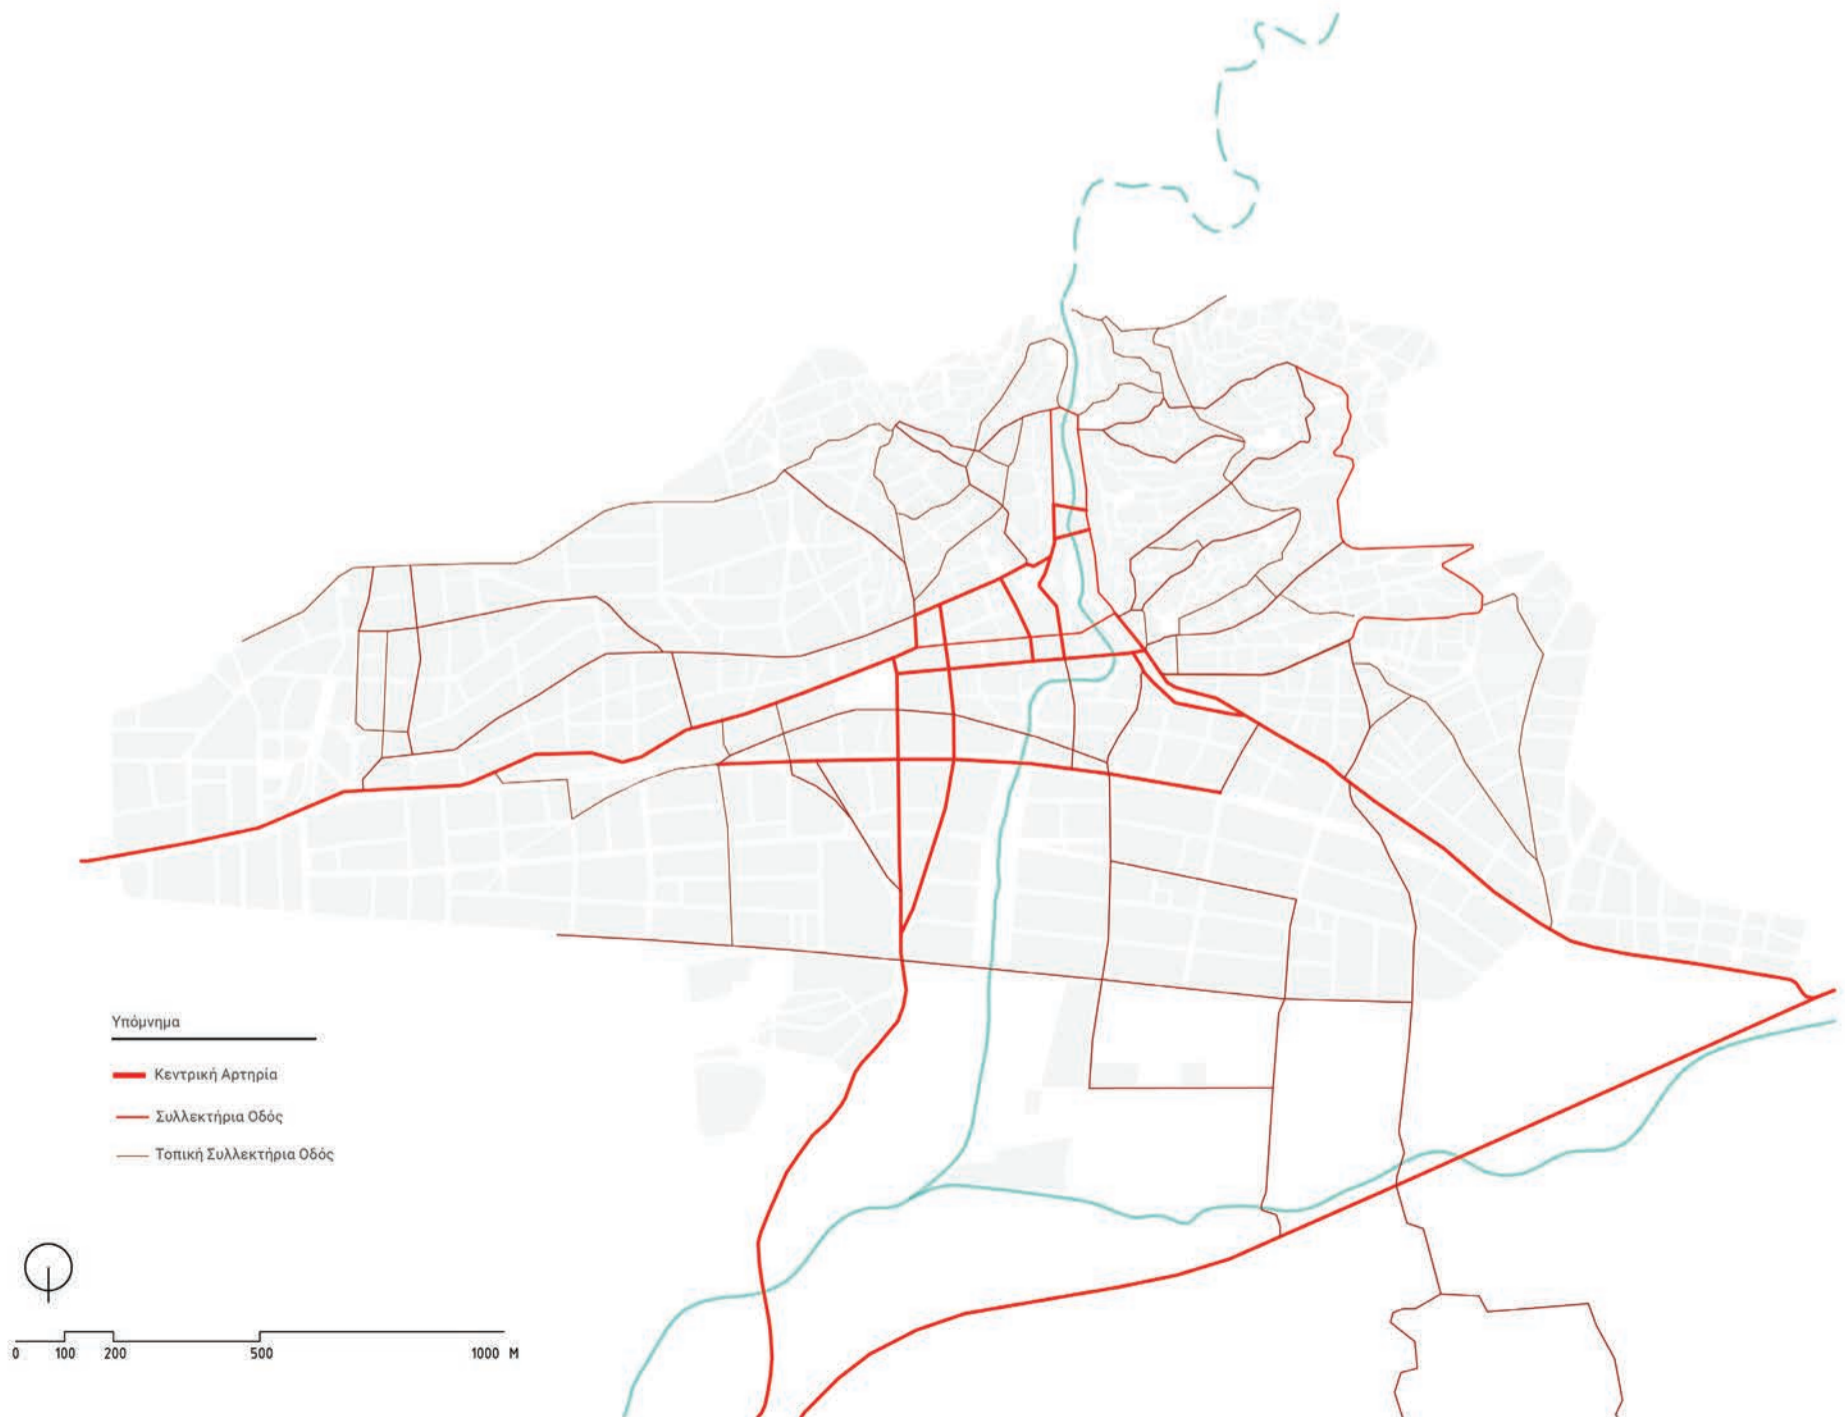 Υπόμνημα
Κεντρική Αρτηρία
Συλλεκτήρια Οδός
Τοπική Συλλεκτήρια Οδός
0 100 200 500 1000 M